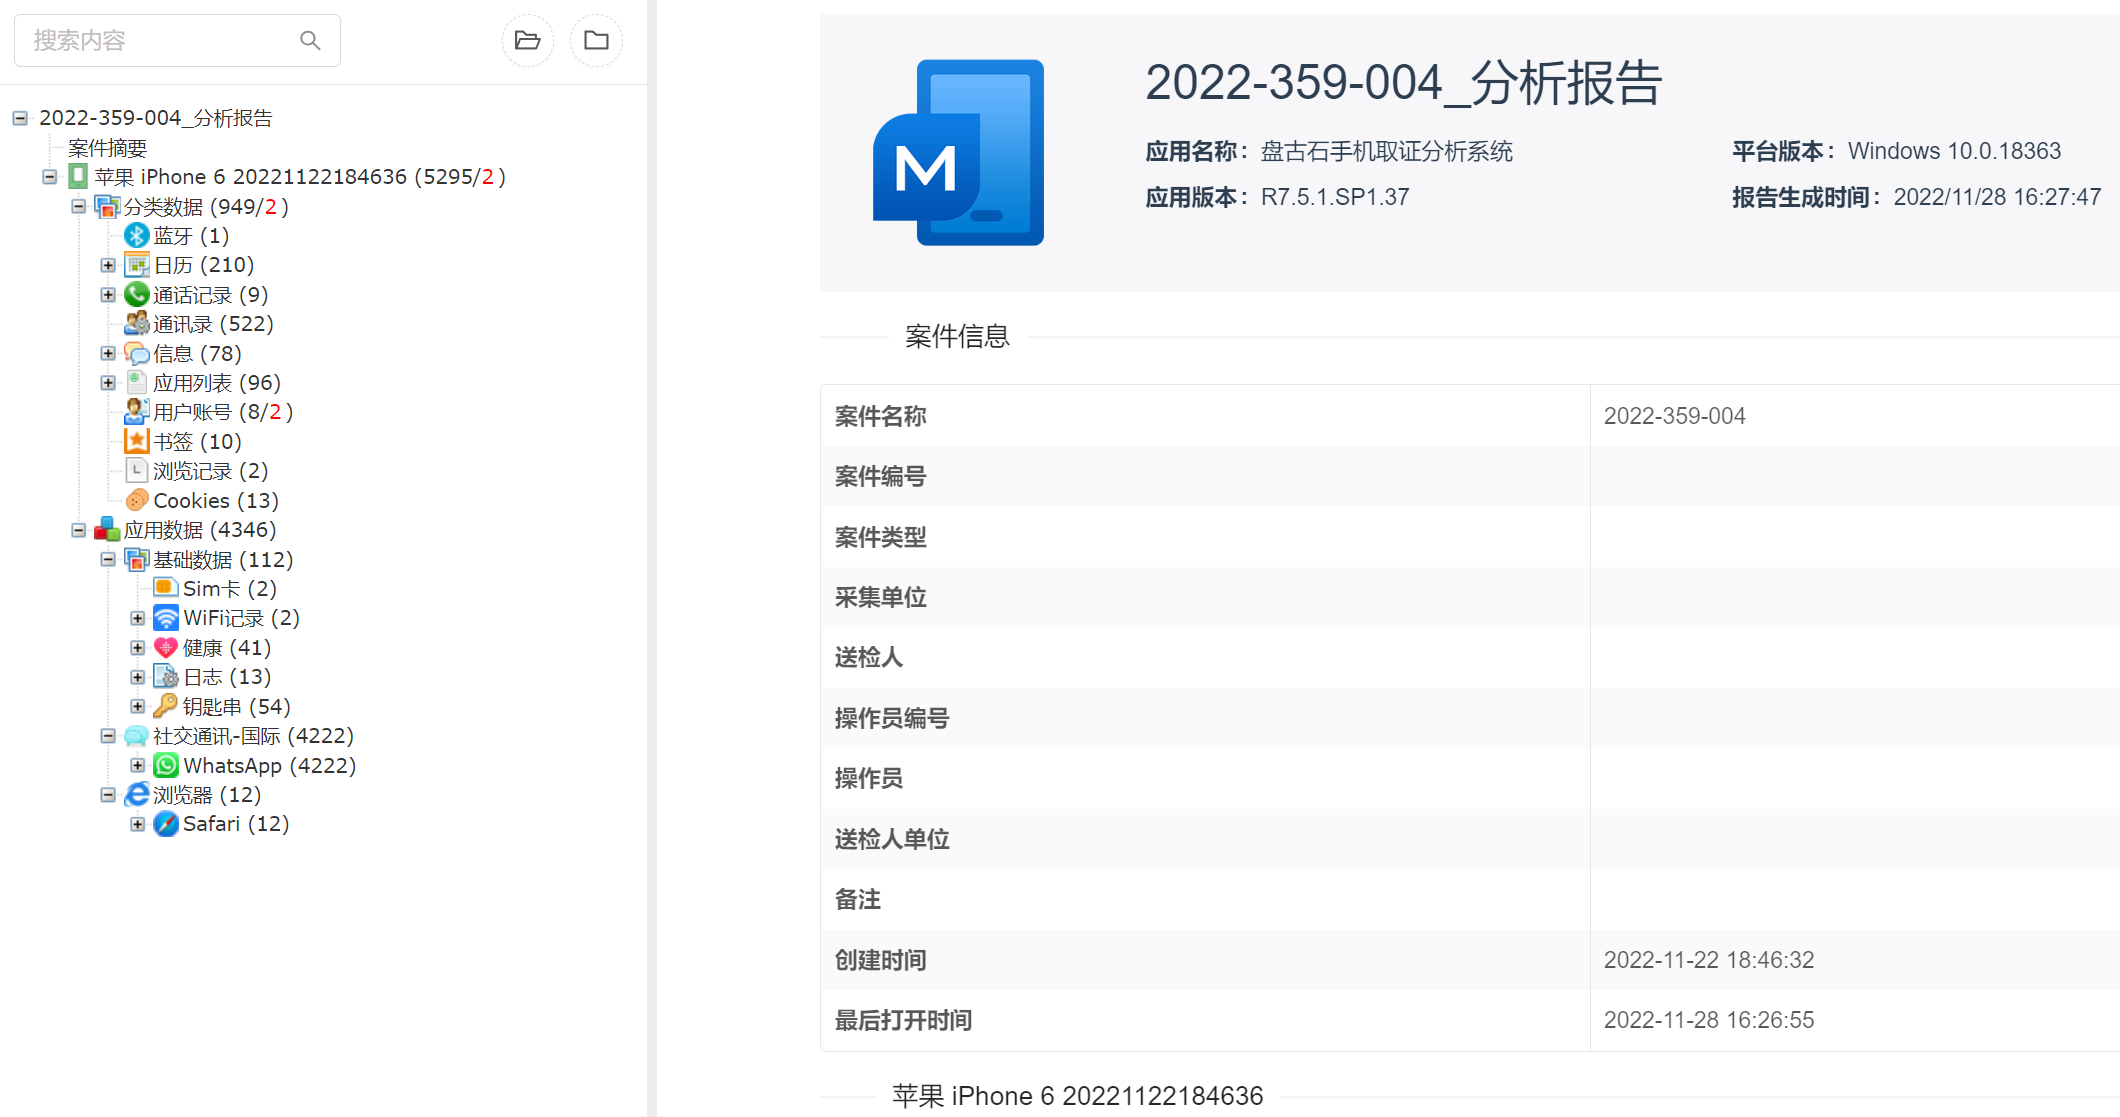 搜索内容
2022-359-004_分析报告
案件摘要
苹果 iPhone 6 20221122184636 (5295/2 )
分类数据 (949/2 )
蓝牙 (1)
日历 (210)
通话记录 (9)
通讯录 (522)
信息 (78)
应用列表 (96)
用户账号 (8/2 )
书签 (10)
浏览记录 (2)
Cookies (13)
应用数据 (4346)
基础数据 (112)
Sim卡 (2)
WiFi记录 (2)
健康 (41)
日志 (13)
钥匙串 (54)
社交通讯-国际 (4222)
WhatsApp (4222)
浏览器 (12)
Safari (12)
M
2022-359-004_分析报告
应用名称： 盘古石手机取证分析系统 平台版本： Windows 10.0.18363
应用版本： R7.5.1.SP1.37 报告生成时间： 2022/11/28 16:27:47
案件信息
案件名称 2022-359-004
案件编号
案件类型
采集单位
送检人
操作员编号
操作员
送检人单位
备注
创建时间 2022-11-22 18:46:32
最后打开时间 2022-11-28 16:26:55
苹果 iPhone 6 20221122184636